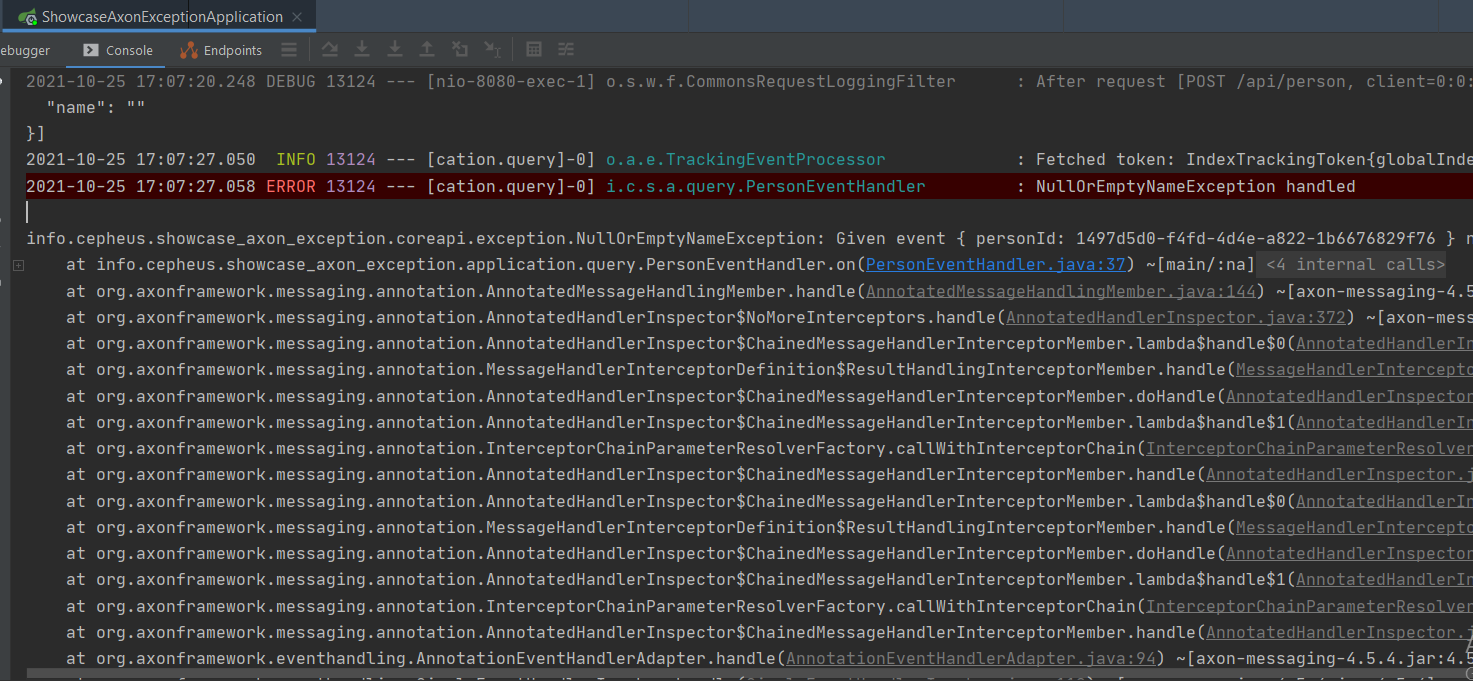 ShowcaseAxonExceptionApplication
ebugger Console Endpoints
2021-10-25 17:07:20.248 DEBUG 13124 --- [nio-8080-exec-1] o.s.w.f.CommonsRequestLoggingFilter : After request [POST /api/person, client=0:0:
"name": ""
}]
2021-10-25 17:07:27.050 INFO 13124 --- [cation.query]-0] o.a.e.TrackingEventProcessor : Fetched token: IndexTrackingToken{globalInde
2021-10-25 17:07:27.058 ERROR 13124 --- [cation.query]-0] i.c.s.a.query.PersonEventHandler : NullOrEmptyNameException handled
info.cepheus.showcase_axon_exception.coreapi.exception.NullOrEmptyNameException: Given event { personId: 1497d5d0-f4fd-4d4e-a822-1b6676829f76 }
at info.cepheus.showcase_axon_exception.application.query.PersonEventHandler.on(PersonEventHandler.java:37) ~[main/:na] <4 internal calls>
at org.axonframework.messaging.annotation.AnnotatedMessageHandlingMember.handle(AnnotatedMessageHandlingMember.java:144) ~[axon-messaging-4.5
at org.axonframework.messaging.annotation.AnnotatedHandlerInspector$NoMoreInterceptors.handle(AnnotatedHandlerInspector.java:372) ~[axon-mess
at org.axonframework.messaging.annotation.AnnotatedHandlerInspector$ChainedMessageHandlerInterceptorMember.lambda$handle$0(AnnotatedHandlerIn
at org.axonframework.messaging.annotation.MessageHandlerInterceptorDefinition$ResultHandlingInterceptorMember.handle(MessageHandlerIntercepto
at org.axonframework.messaging.annotation.AnnotatedHandlerInspector$ChainedMessageHandlerInterceptorMember.doHandle(AnnotatedHandlerInspector
at org.axonframework.messaging.annotation.AnnotatedHandlerInspector$ChainedMessageHandlerInterceptorMember.lambda$handle$1(AnnotatedHandlerIn
at org.axonframework.messaging.annotation.InterceptorChainParameterResolverFactory.callWithInterceptorChain(InterceptorChainParameterResolver
at org.axonframework.messaging.annotation.AnnotatedHandlerInspector$ChainedMessageHandlerInterceptorMember.handle(AnnotatedHandlerInspector.j
at org.axonframework.messaging.annotation.AnnotatedHandlerInspector$ChainedMessageHandlerInterceptorMember.lambda$handle$0(AnnotatedHandlerIn
at org.axonframework.messaging.annotation.MessageHandlerInterceptorDefinition$ResultHandlingInterceptorMember.handle(MessageHandlerIntercepto
at org.axonframework.messaging.annotation.AnnotatedHandlerInspector$ChainedMessageHandlerInterceptorMember.doHandle(AnnotatedHandlerInspector
at org.axonframework.messaging.annotation.AnnotatedHandlerInspector$ChainedMessageHandlerInterceptorMember.lambda$handle$1(AnnotatedHandlerIn
at org.axonframework.messaging.annotation.InterceptorChainParameterResolverFactory.callWithInterceptorChain(InterceptorChainParameterResolver
at org.axonframework.messaging.annotation.AnnotatedHandlerInspector$ChainedMessageHandlerInterceptorMember.handle(AnnotatedHandlerInspector.j
at org.axonframework.eventhandling.AnnotationEventHandlerAdapter.handle(AnnotationEventHandlerAdapter.java:94) ~[axon-messaging-4.5.4.jar:4.5